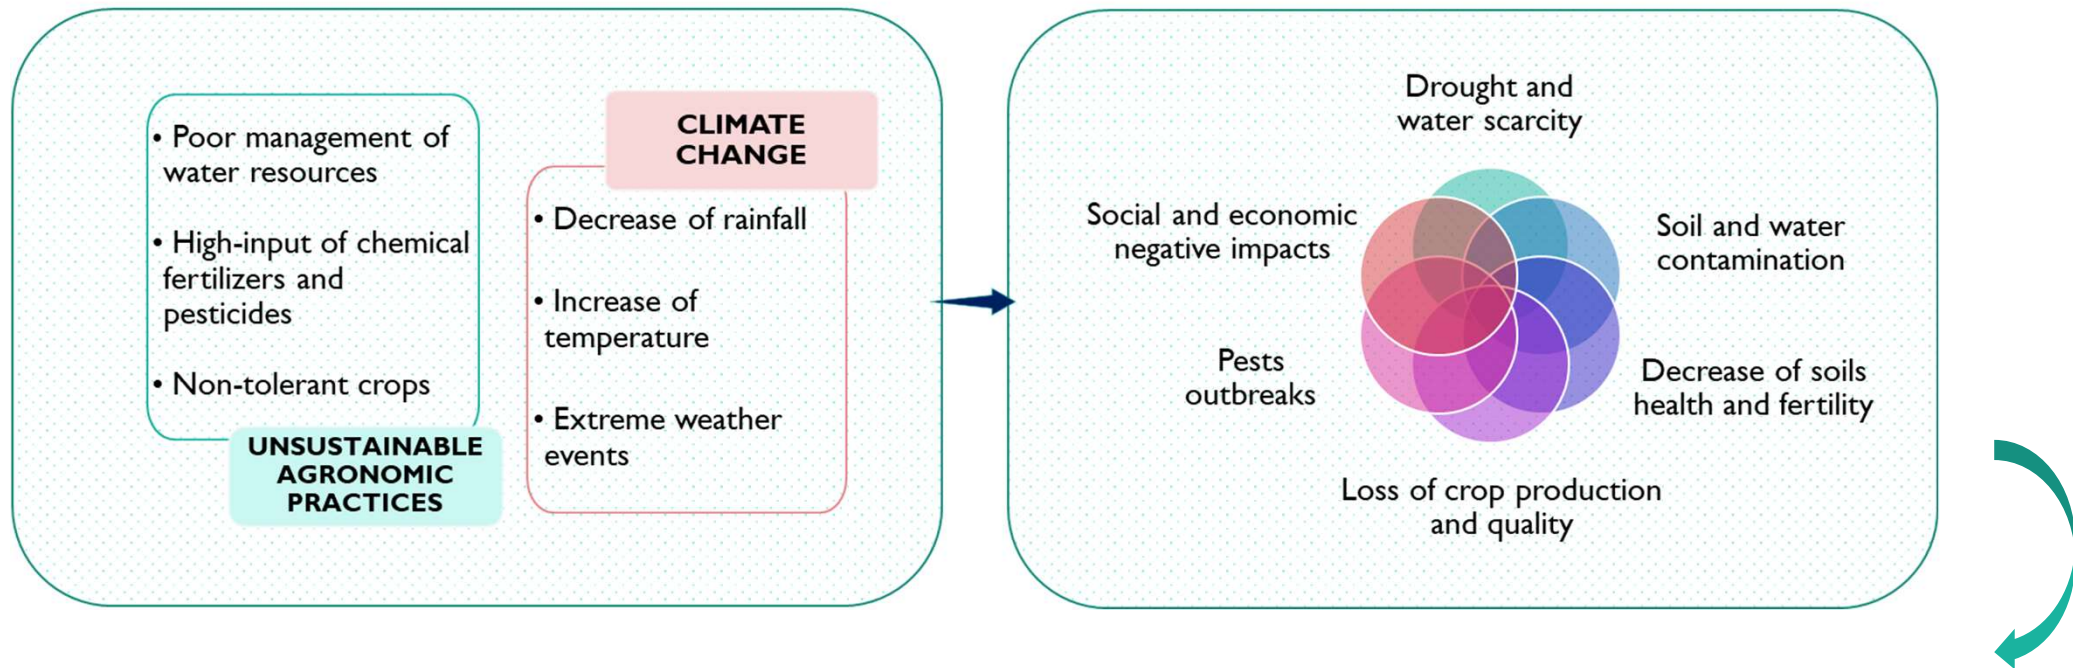 • Poor management of
water resources
• High-input of chemical
fertilizers and
pesticides
• Non-tolerant crops
UNSUSTAINABLE
AGRONOMIC
PRACTICES
CLIMATE
CHANGE
• Decrease of rainfall
• Increase of
temperature
• Extreme weather
events
Drought and
water scarcity
Soil and water
contamination
Decrease of soils
health and fertility
Loss of crop production
and quality
Pests
outbreaks
Social and economic
negative impacts